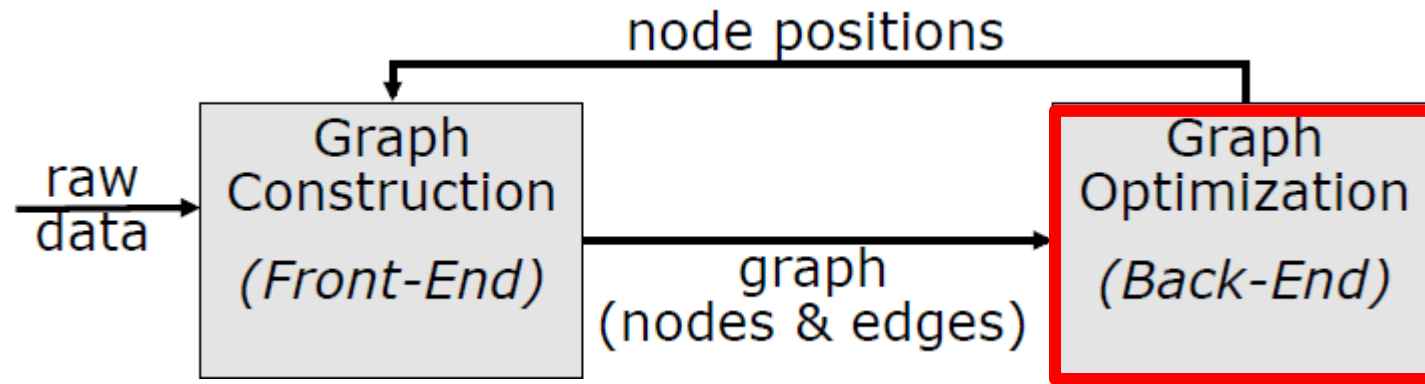 node positions
raw
data
Graph
Construction
(Front-End)
graph
(nodes & edges)
Graph
Optimization
(Back-End)